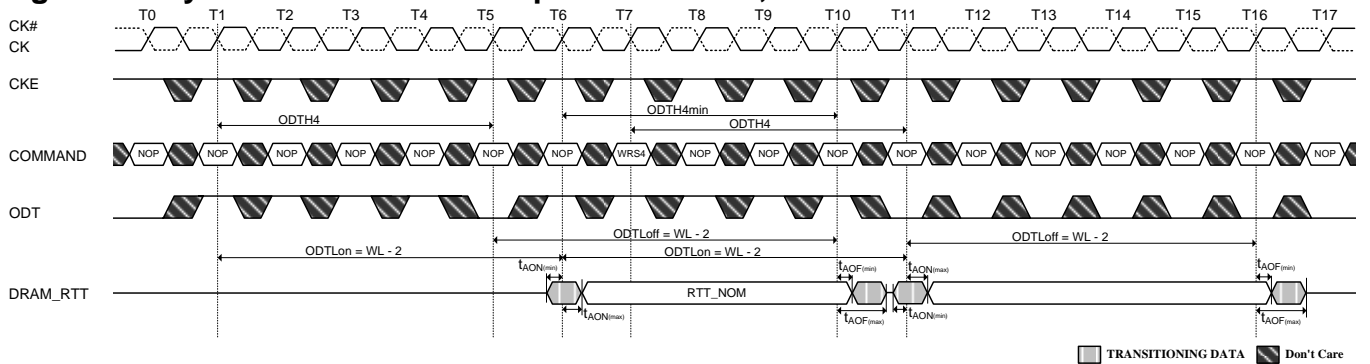 T0 T1 T2 T3 T4 T5 T6 T7 T8 T9 T10 T11 T12 T13 T14 T15 T16 T17
CK#
CK
CKE
ODTH4min
ODTH4
ODTH4
COMMAND NOP NOP NOP NOP NOP NOP NOP WRS4 NOP NOP NOP NOP NOP NOP NOP NOP NOP NOP
ODT
ODTLoff = WL - 2 ODTLoff = WL - 2
ODTLon = WL - 2 ODTLon = WL - 2
tAON(min) tAOF(min) tAON(max) tAOF(min)
DRAM_RTT RTT_NOM
tAON(max) tAOF(max) tAON(min) tAOF(max)
TRANSITIONING DATA Don't Care